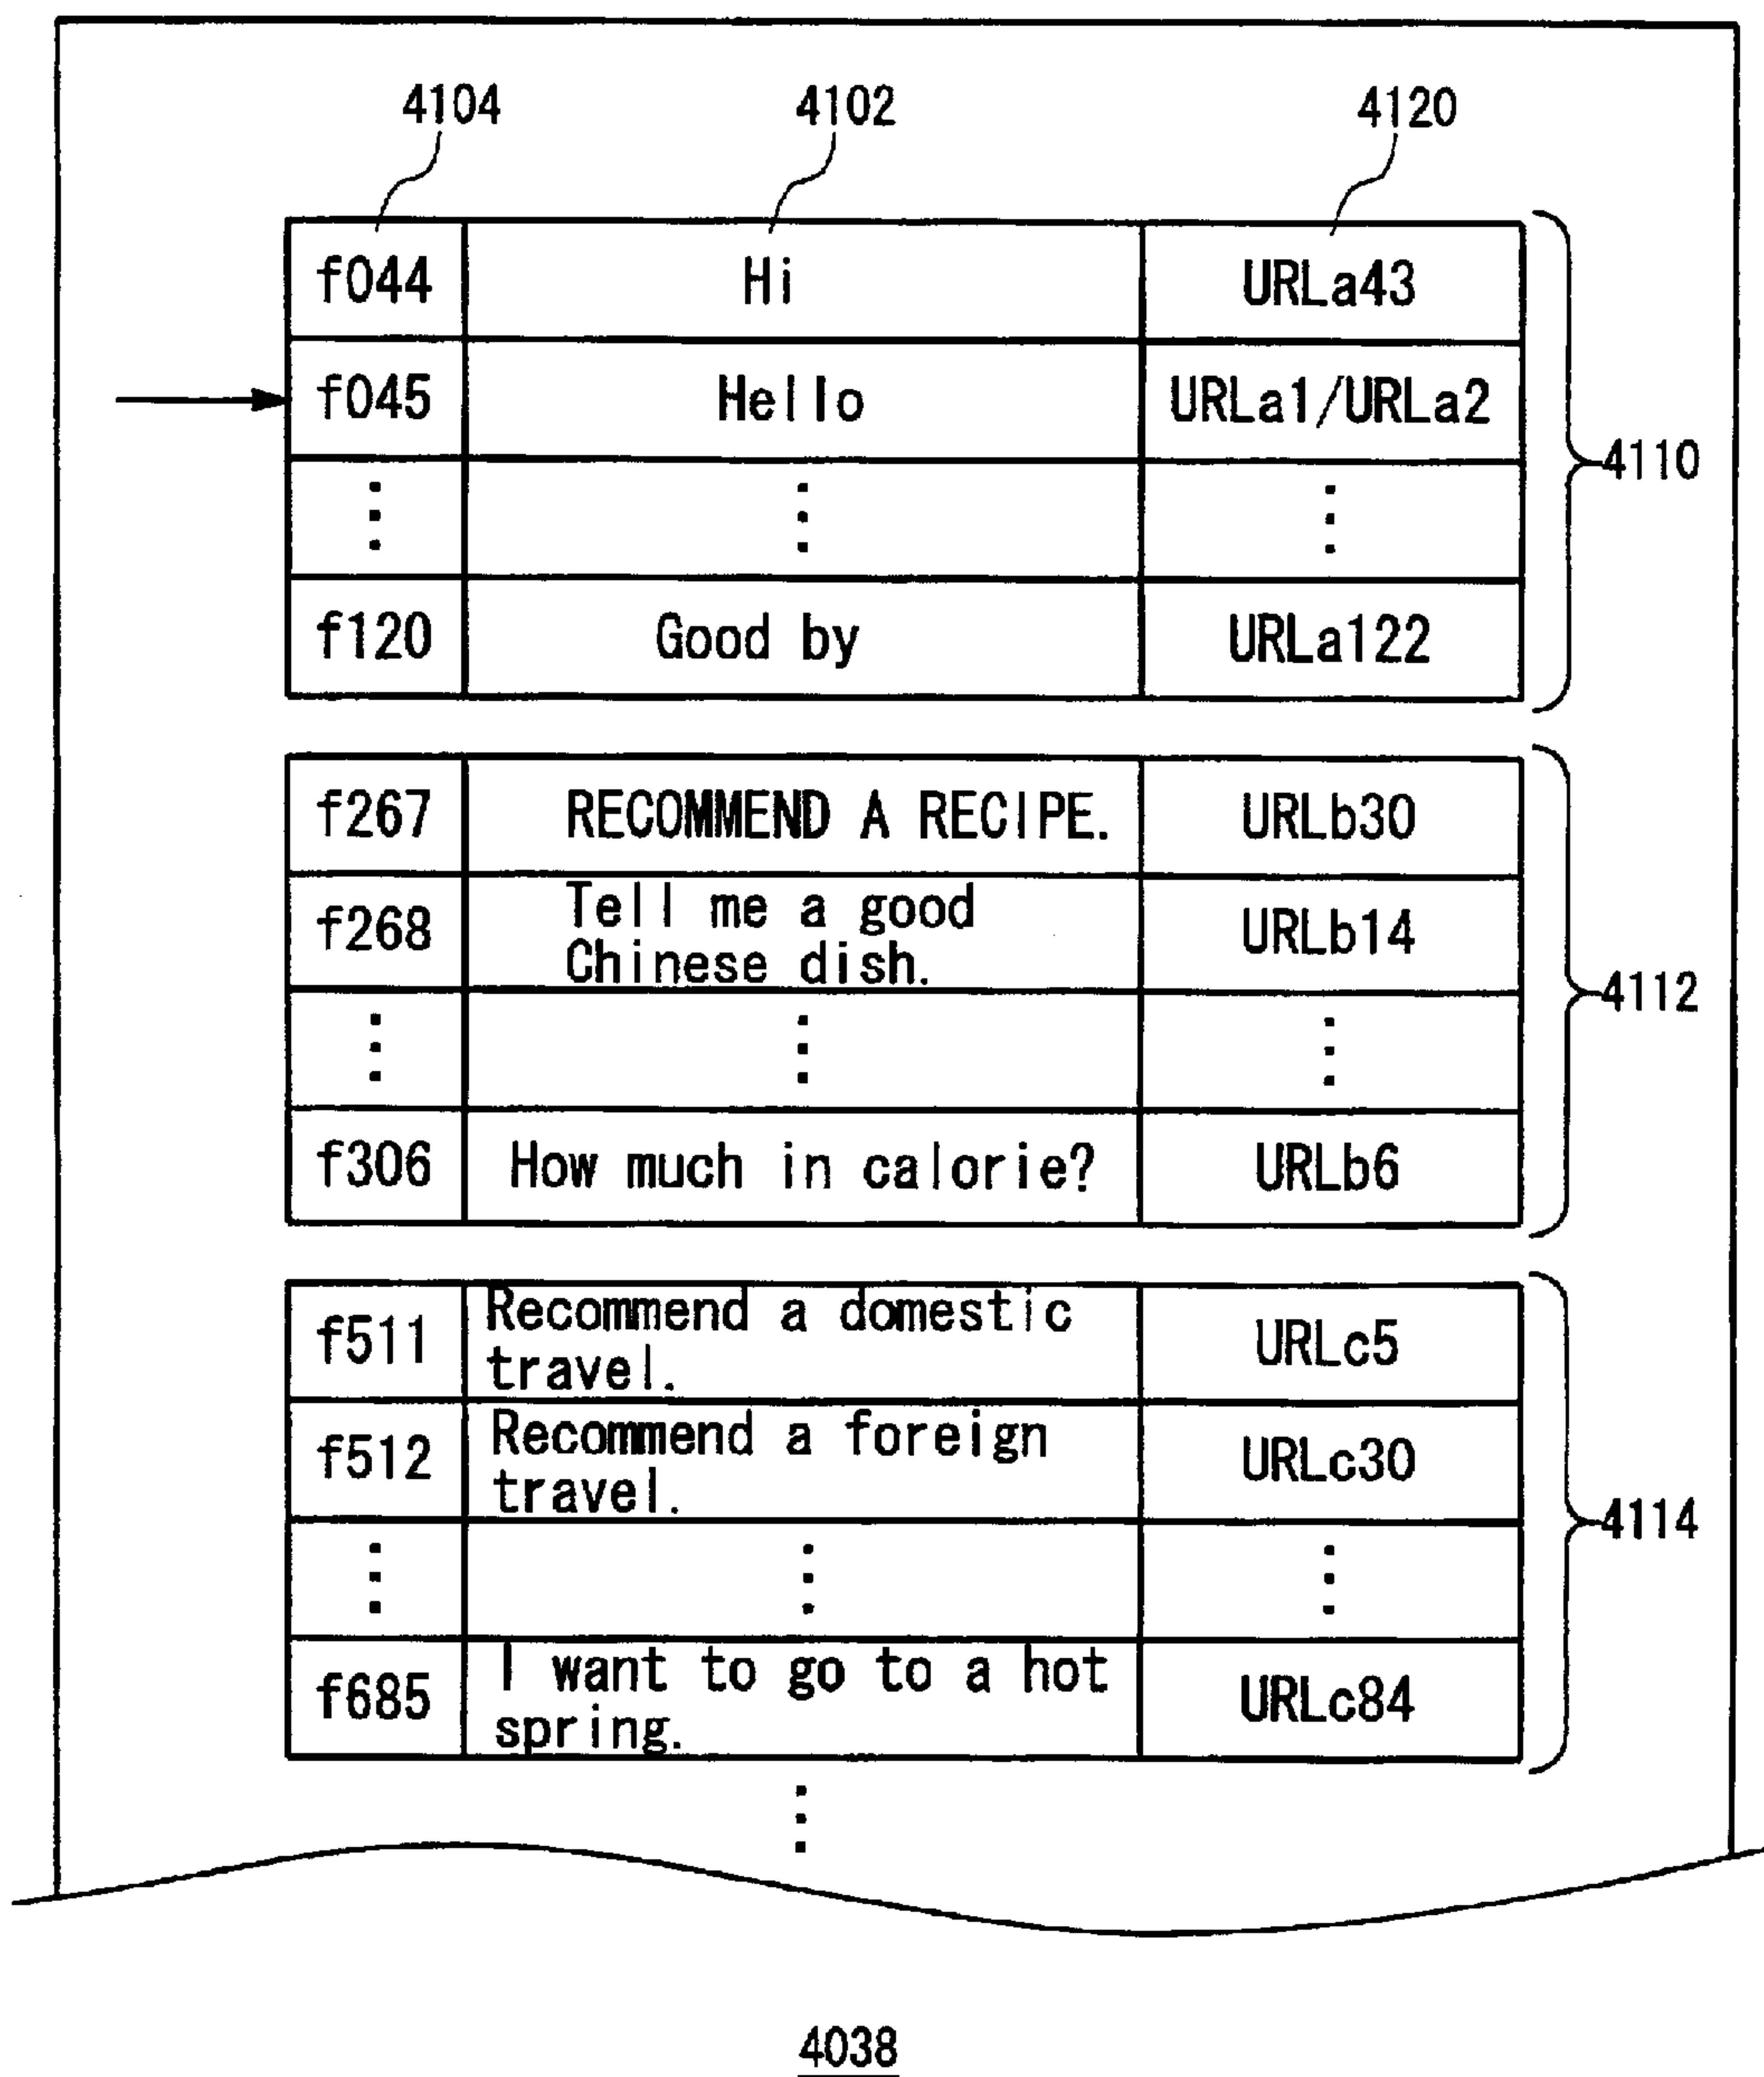 4104 4102 4120
f044 Hi URLa43
f045 Hello URLa1/URLa2
f120 Good by URLa122
4110
f267 RECOMMEND A RECIPE. URLb30
f268 Tell me a good
Chinese dish. URLb14
f306 How much in calorie? URLb6
4112
f511 Recommend a domestic
travel. URLc5
f512 Recommend a foreign
travel. URLc30
f685 I want to go to a hot
spring. URLc84
4114
4038